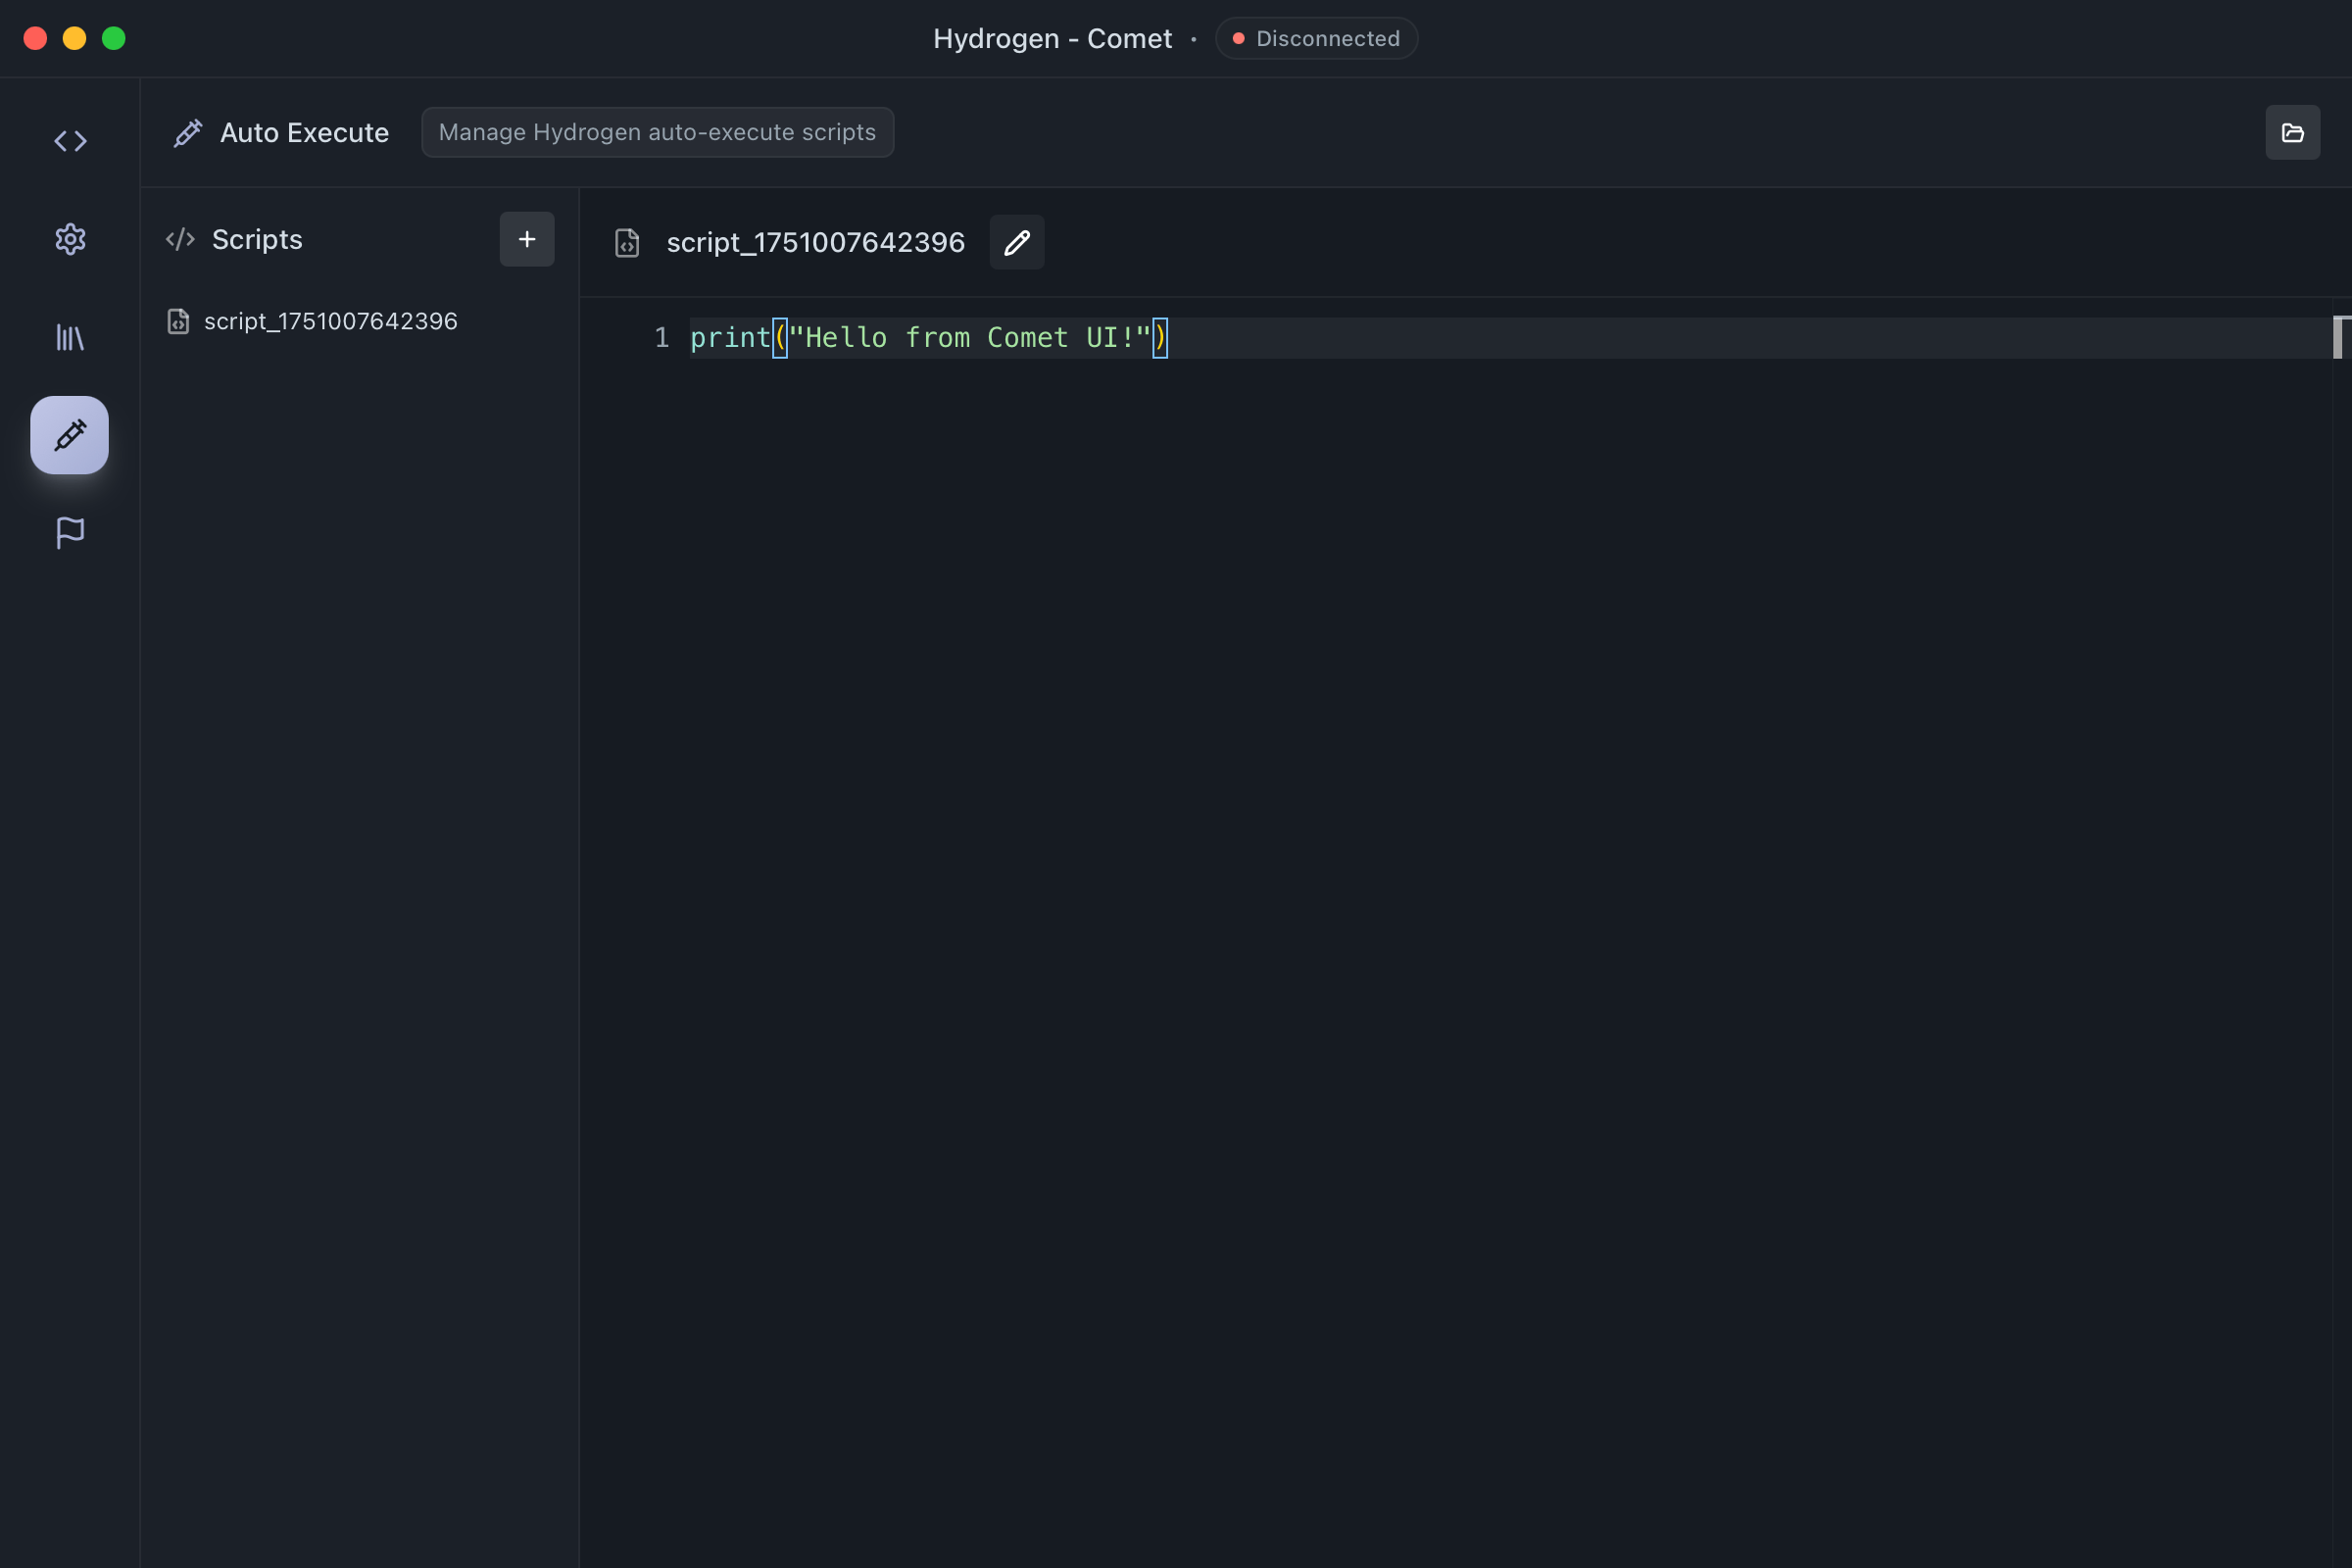 Hydrogen - Comet · Disconnected
Auto Execute Manage Hydrogen auto-execute scripts
Scripts
script_1751007642396
script_1751007642396
1 print("Hello from Comet UI!")